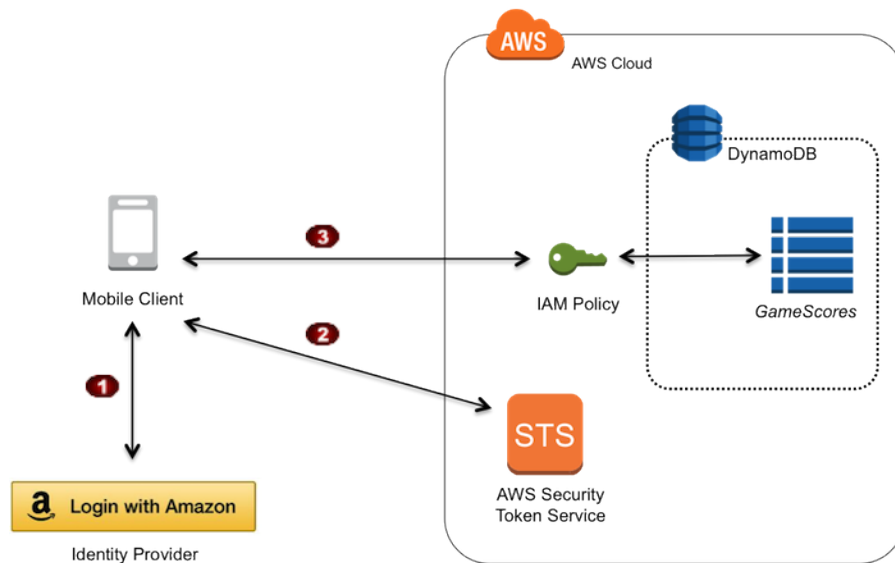 AWS
AWS Cloud
DynamoDB
3
Mobile Client
IAM Policy
GameScores
2
1
STS
a Login with Amazon
AWS Security
Token Service
Identity Provider